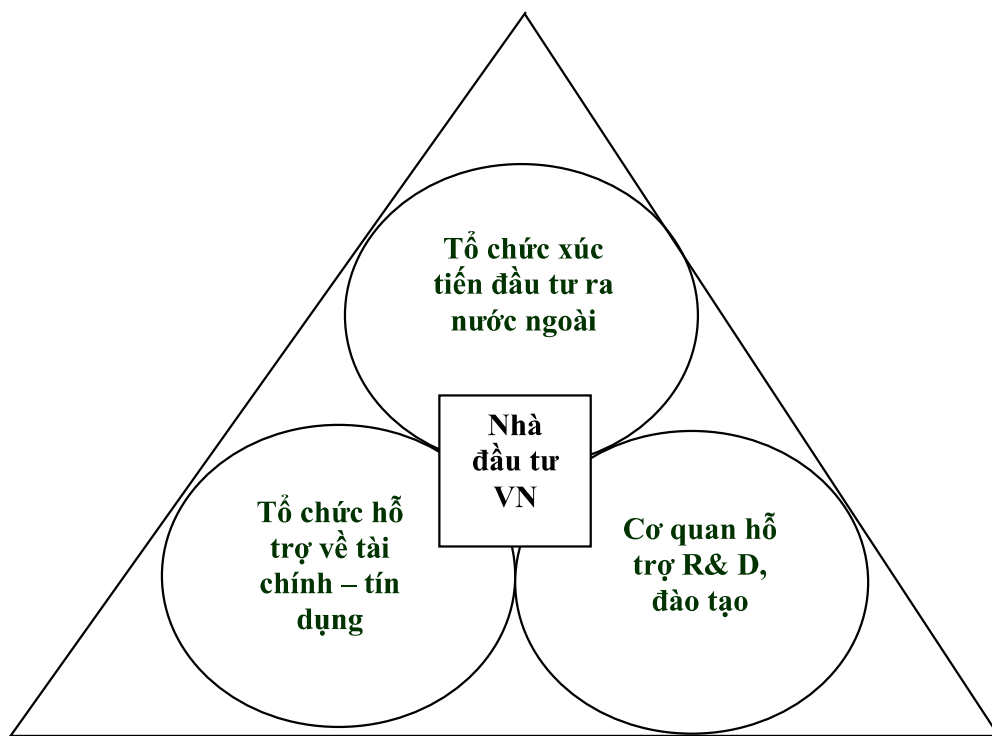 Tổ chức xúc
tiến đầu tư ra
nước ngoài
Nhà
đầu tư
VN
Tổ chức hỗ
trợ về tài
chính – tín
dụng
Cơ quan hỗ
trợ R& D,
đào tạo